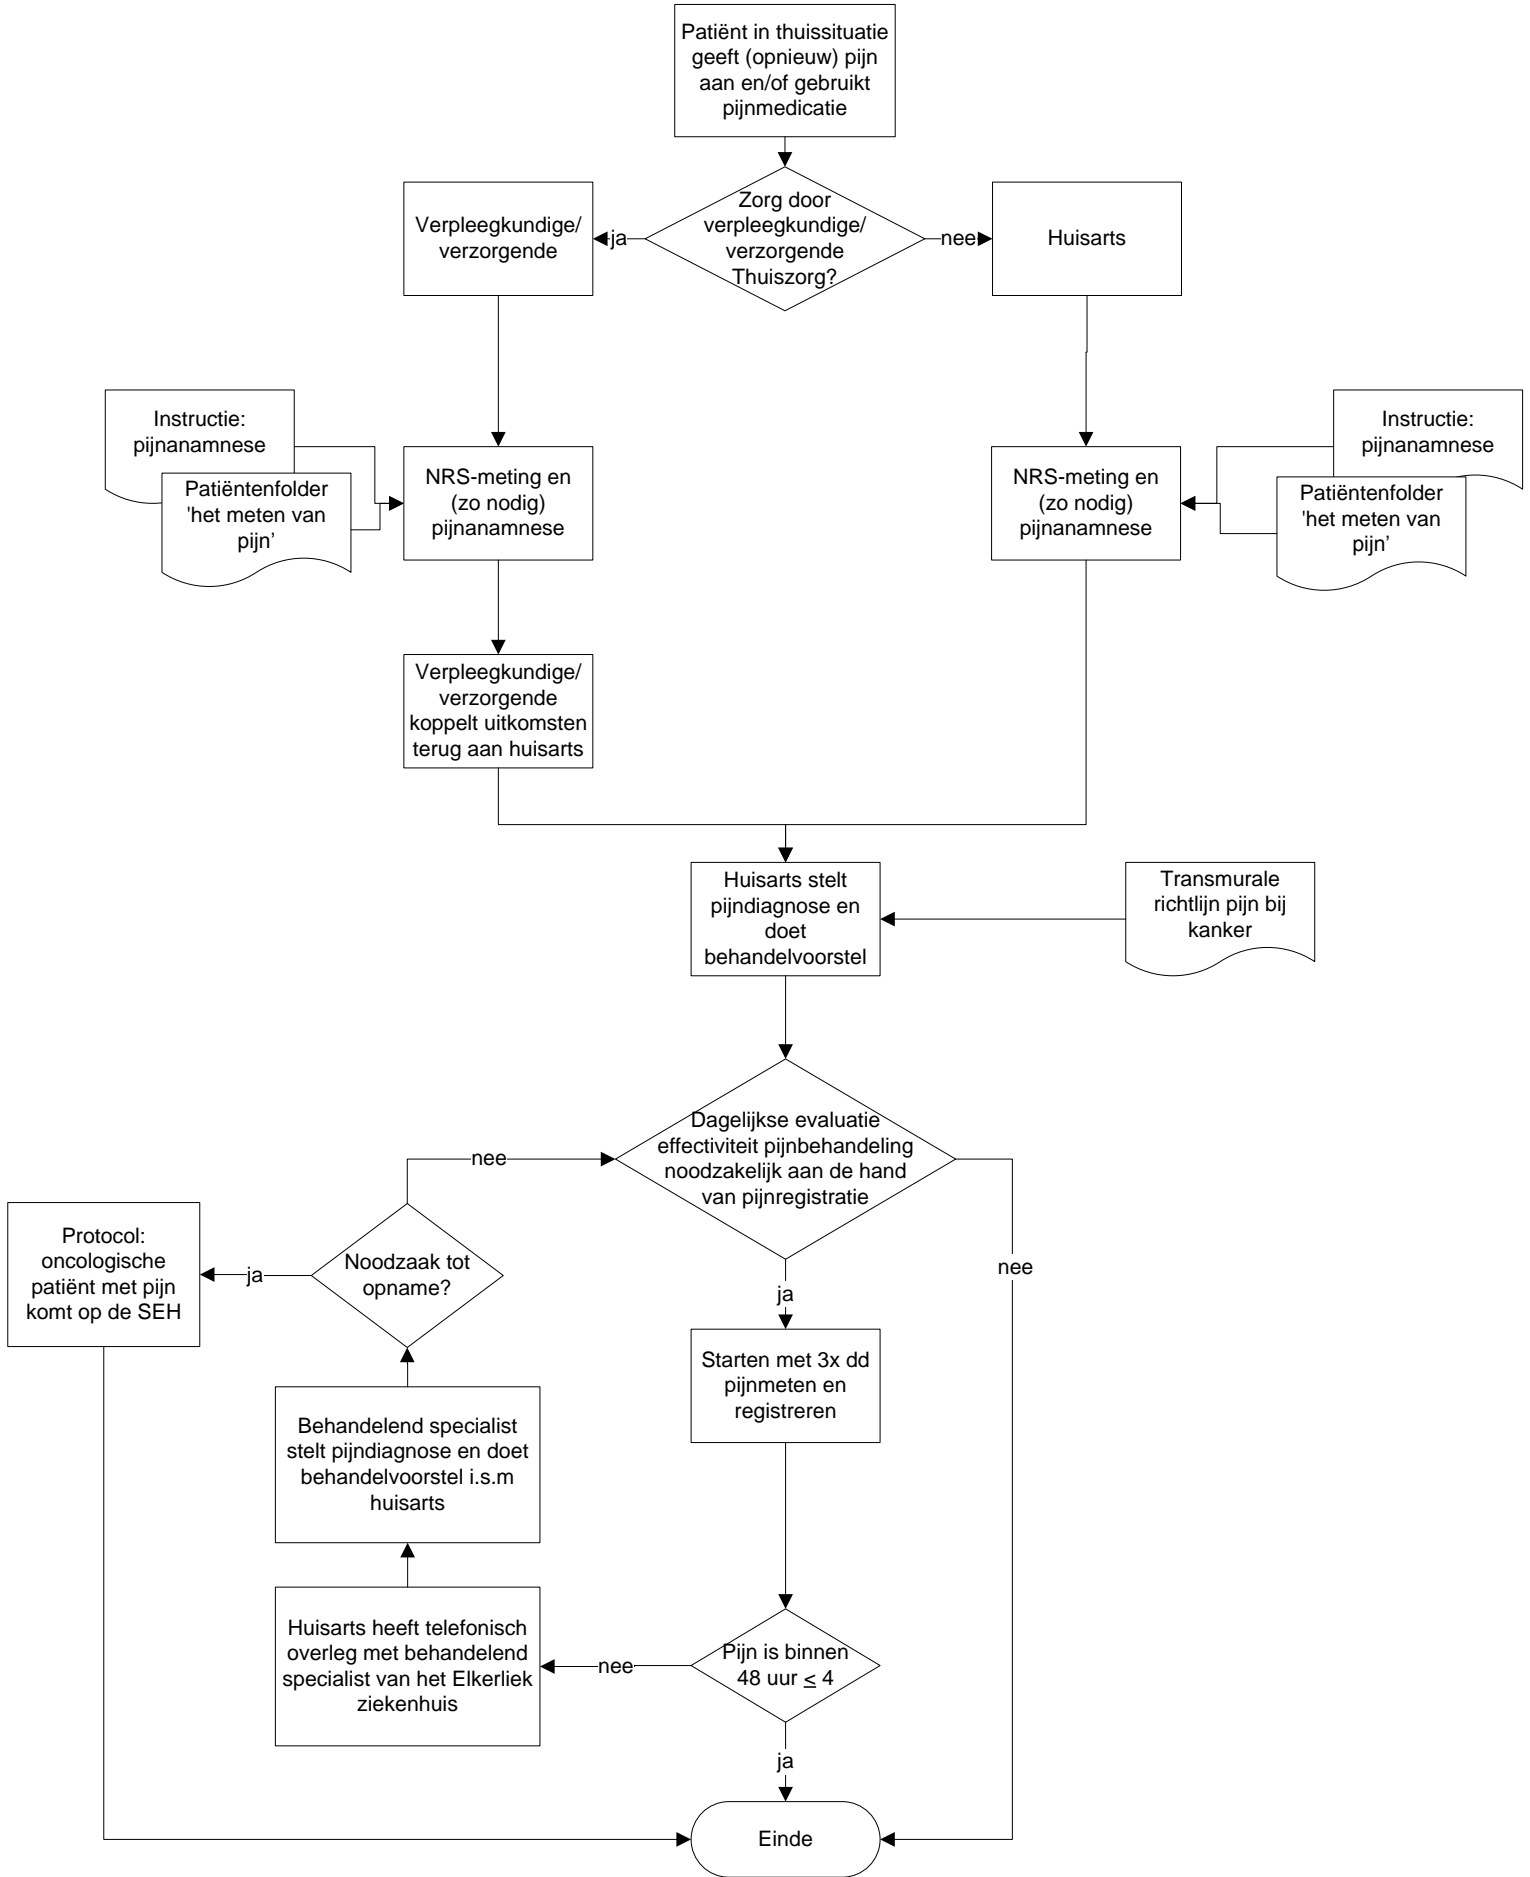 Patiënt in thuissituatie
geeft (opnieuw) pijn
aan en/of gebruikt
pijnmedicatie
Zorg door
verpleegkundige/
verzorgende
Thuiszorg?
ja
nee
Verpleegkundige/
verzorgende
Huisarts
Instructie:
pijnanamnese
Patiëntenfolder
'het meten van
pijn’
NRS-meting en
(zo nodig)
pijnanamnese
NRS-meting en
(zo nodig)
pijnanamnese
Instructie:
pijnanamnese
Patiëntenfolder
'het meten van
pijn’
Verpleegkundige/
verzorgende
koppelt uitkomsten
terug aan huisarts
Huisarts stelt
pijndiagnose en
doet
behandelvoorstel
Transmurale
richtlijn pijn bij
kanker
Dagelijkse evaluatie
effectiviteit pijnbehandeling
noodzakelijk aan de hand
van pijnregistratie
nee
nee
ja
Protocol:
oncologische
patiënt met pijn
komt op de SEH
ja
Noodzaak tot
opname?
Starten met 3x dd
pijnmeten en
registreren
Behandelend specialist
stelt pijndiagnose en doet
behandelvoorstel i.s.m
huisarts
Huisarts heeft telefonisch
overleg met behandelend
specialist van het Elkerliek
ziekenhuis
nee
Pijn is binnen
48 uur ≤ 4
ja
Einde